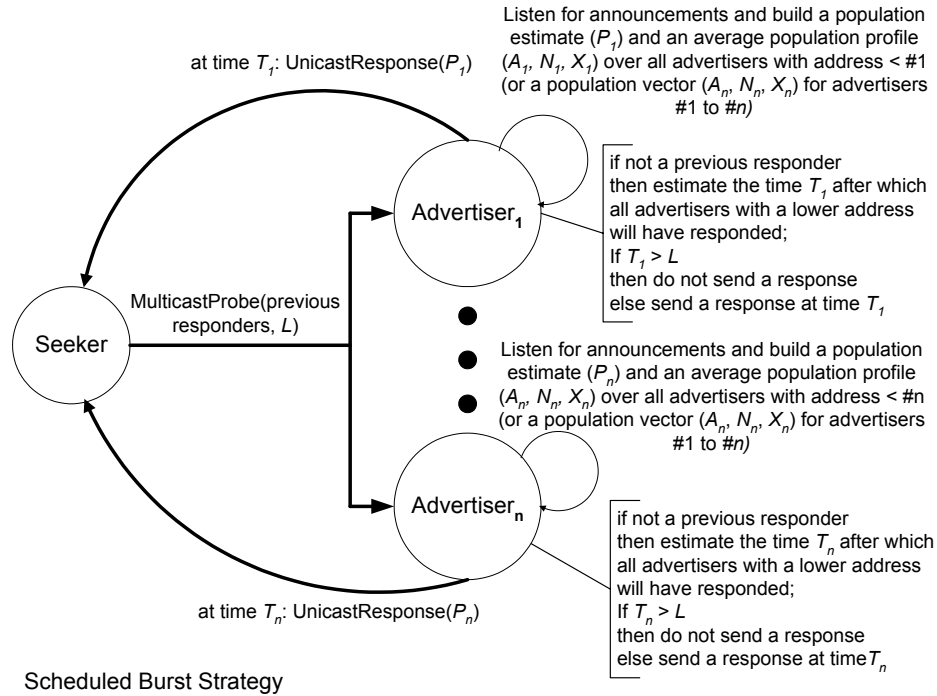 Listen for announcements and build a population
estimate (P1) and an average population profile
(A1, N1, X1) over all advertisers with address < #1
(or a population vector (An, Nn, Xn) for advertisers
#1 to #n)
at time T1: UnicastResponse(P1)
Advertiser1
if not a previous responder
then estimate the time T1 after which
all advertisers with a lower address
will have responded;
If T1 > L
then do not send a response
else send a response at time T1
MulticastProbe(previous
responders, L)
Seeker
Listen for announcements and build a population
estimate (Pn) and an average population profile
(An, Nn, Xn) over all advertisers with address < #n
(or a population vector (An, Nn, Xn) for advertisers
#1 to #n)
Advertisern
if not a previous responder
then estimate the time Tn after which
all advertisers with a lower address
will have responded;
If Tn > L
then do not send a response
else send a response at timeTn
at time Tn: UnicastResponse(Pn)
Scheduled Burst Strategy